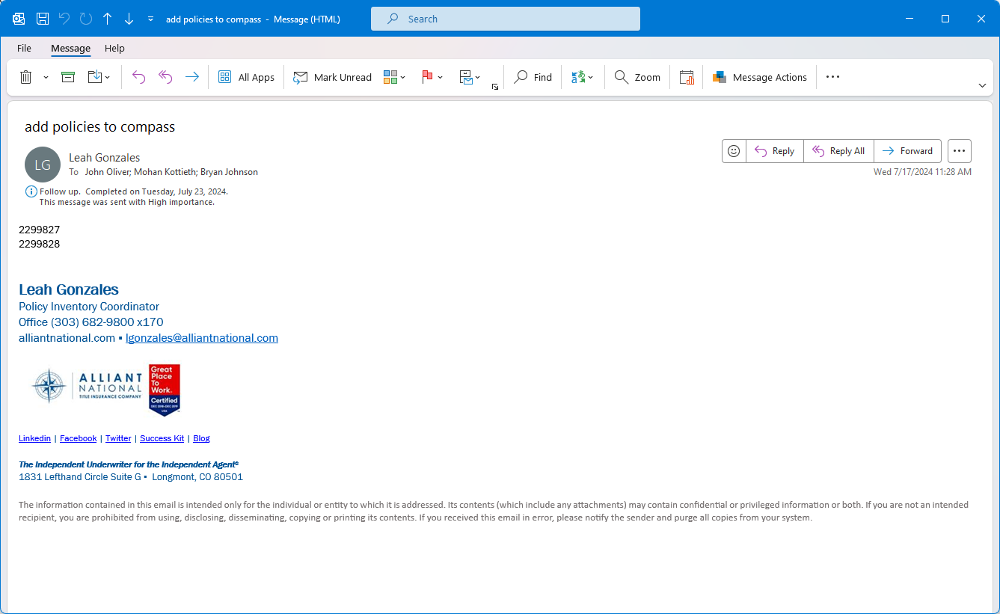 add policies to compass - Message (HTML)
Search
File Message Help
All Apps Mark Unread Find Zoom Message Actions
add policies to compass
LG
Leah Gonzales
To John Oliver; Mohan Kottieth; Bryan Johnson
Reply Reply All Forward
Wed 7/17/2024 11:28 AM
Follow up. Completed on Tuesday, July 23, 2024.
This message was sent with High importance.
2299827
2299828
Leah Gonzales
Policy Inventory Coordinator
Office (303) 682-9800 x170
alliantnational.com ▪ lgonzales@alliantnational.com
ALLIANT
NATIONAL
TITLE INSURANCE COMPANY
Great
Place
To
Work.
Certified
Linkedin | Facebook | Twitter | Success Kit | Blog
The Independent Underwriter for the Independent Agent
1831 Lefthand Circle Suite G ▪ Longmont, CO 80501
The information contained in this email is intended only for the individual or entity to which it is addressed. Its contents (which include any attachments) may contain confidential or privileged information or both. If you are not an intended
recipient, you are prohibited from using, disclosing, disseminating, copying or printing its contents. If you received this email in error, please notify the sender and purge all copies from your system.